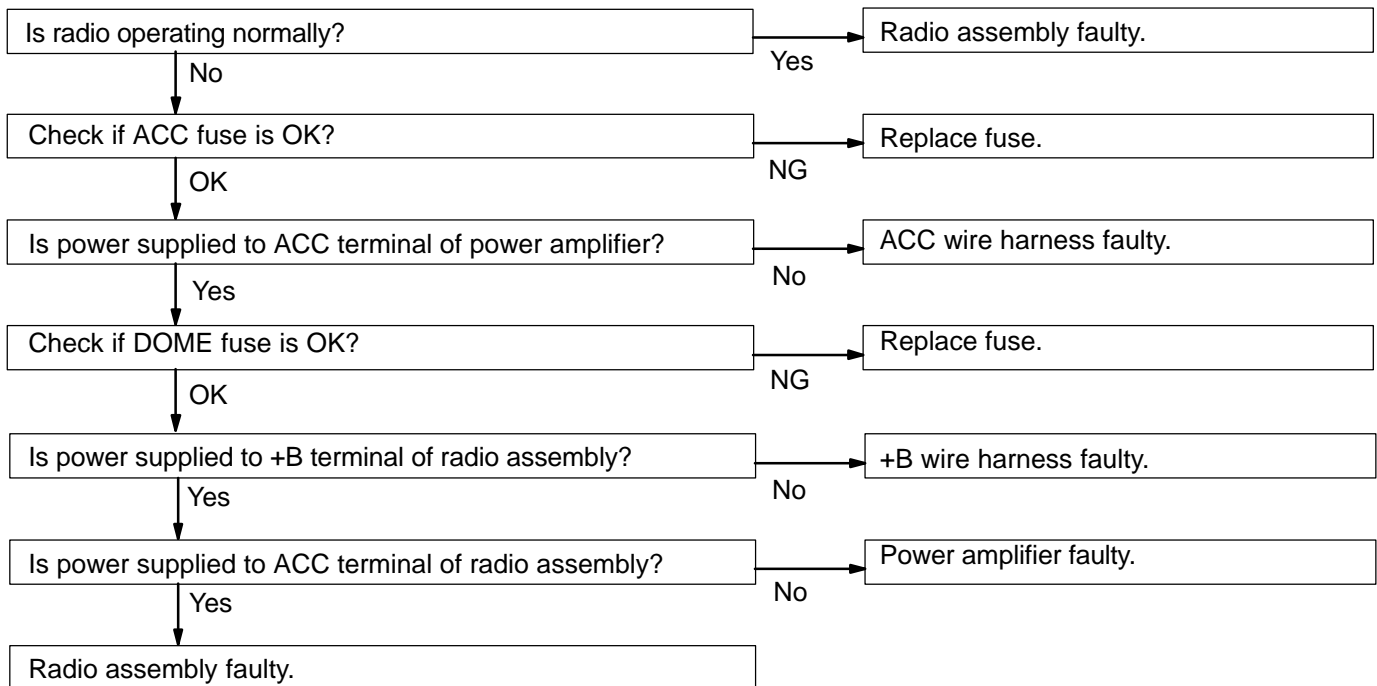 Is radio operating normally?
Radio assembly faulty.
Yes
No
Check if ACC fuse is OK?
Replace fuse.
NG
OK
Is power supplied to ACC terminal of power amplifier?
ACC wire harness faulty.
No
Yes
Check if DOME fuse is OK?
Replace fuse.
NG
OK
Is power supplied to +B terminal of radio assembly?
+B wire harness faulty.
No
Yes
Is power supplied to ACC terminal of radio assembly?
Power amplifier faulty.
No
Yes
Radio assembly faulty.